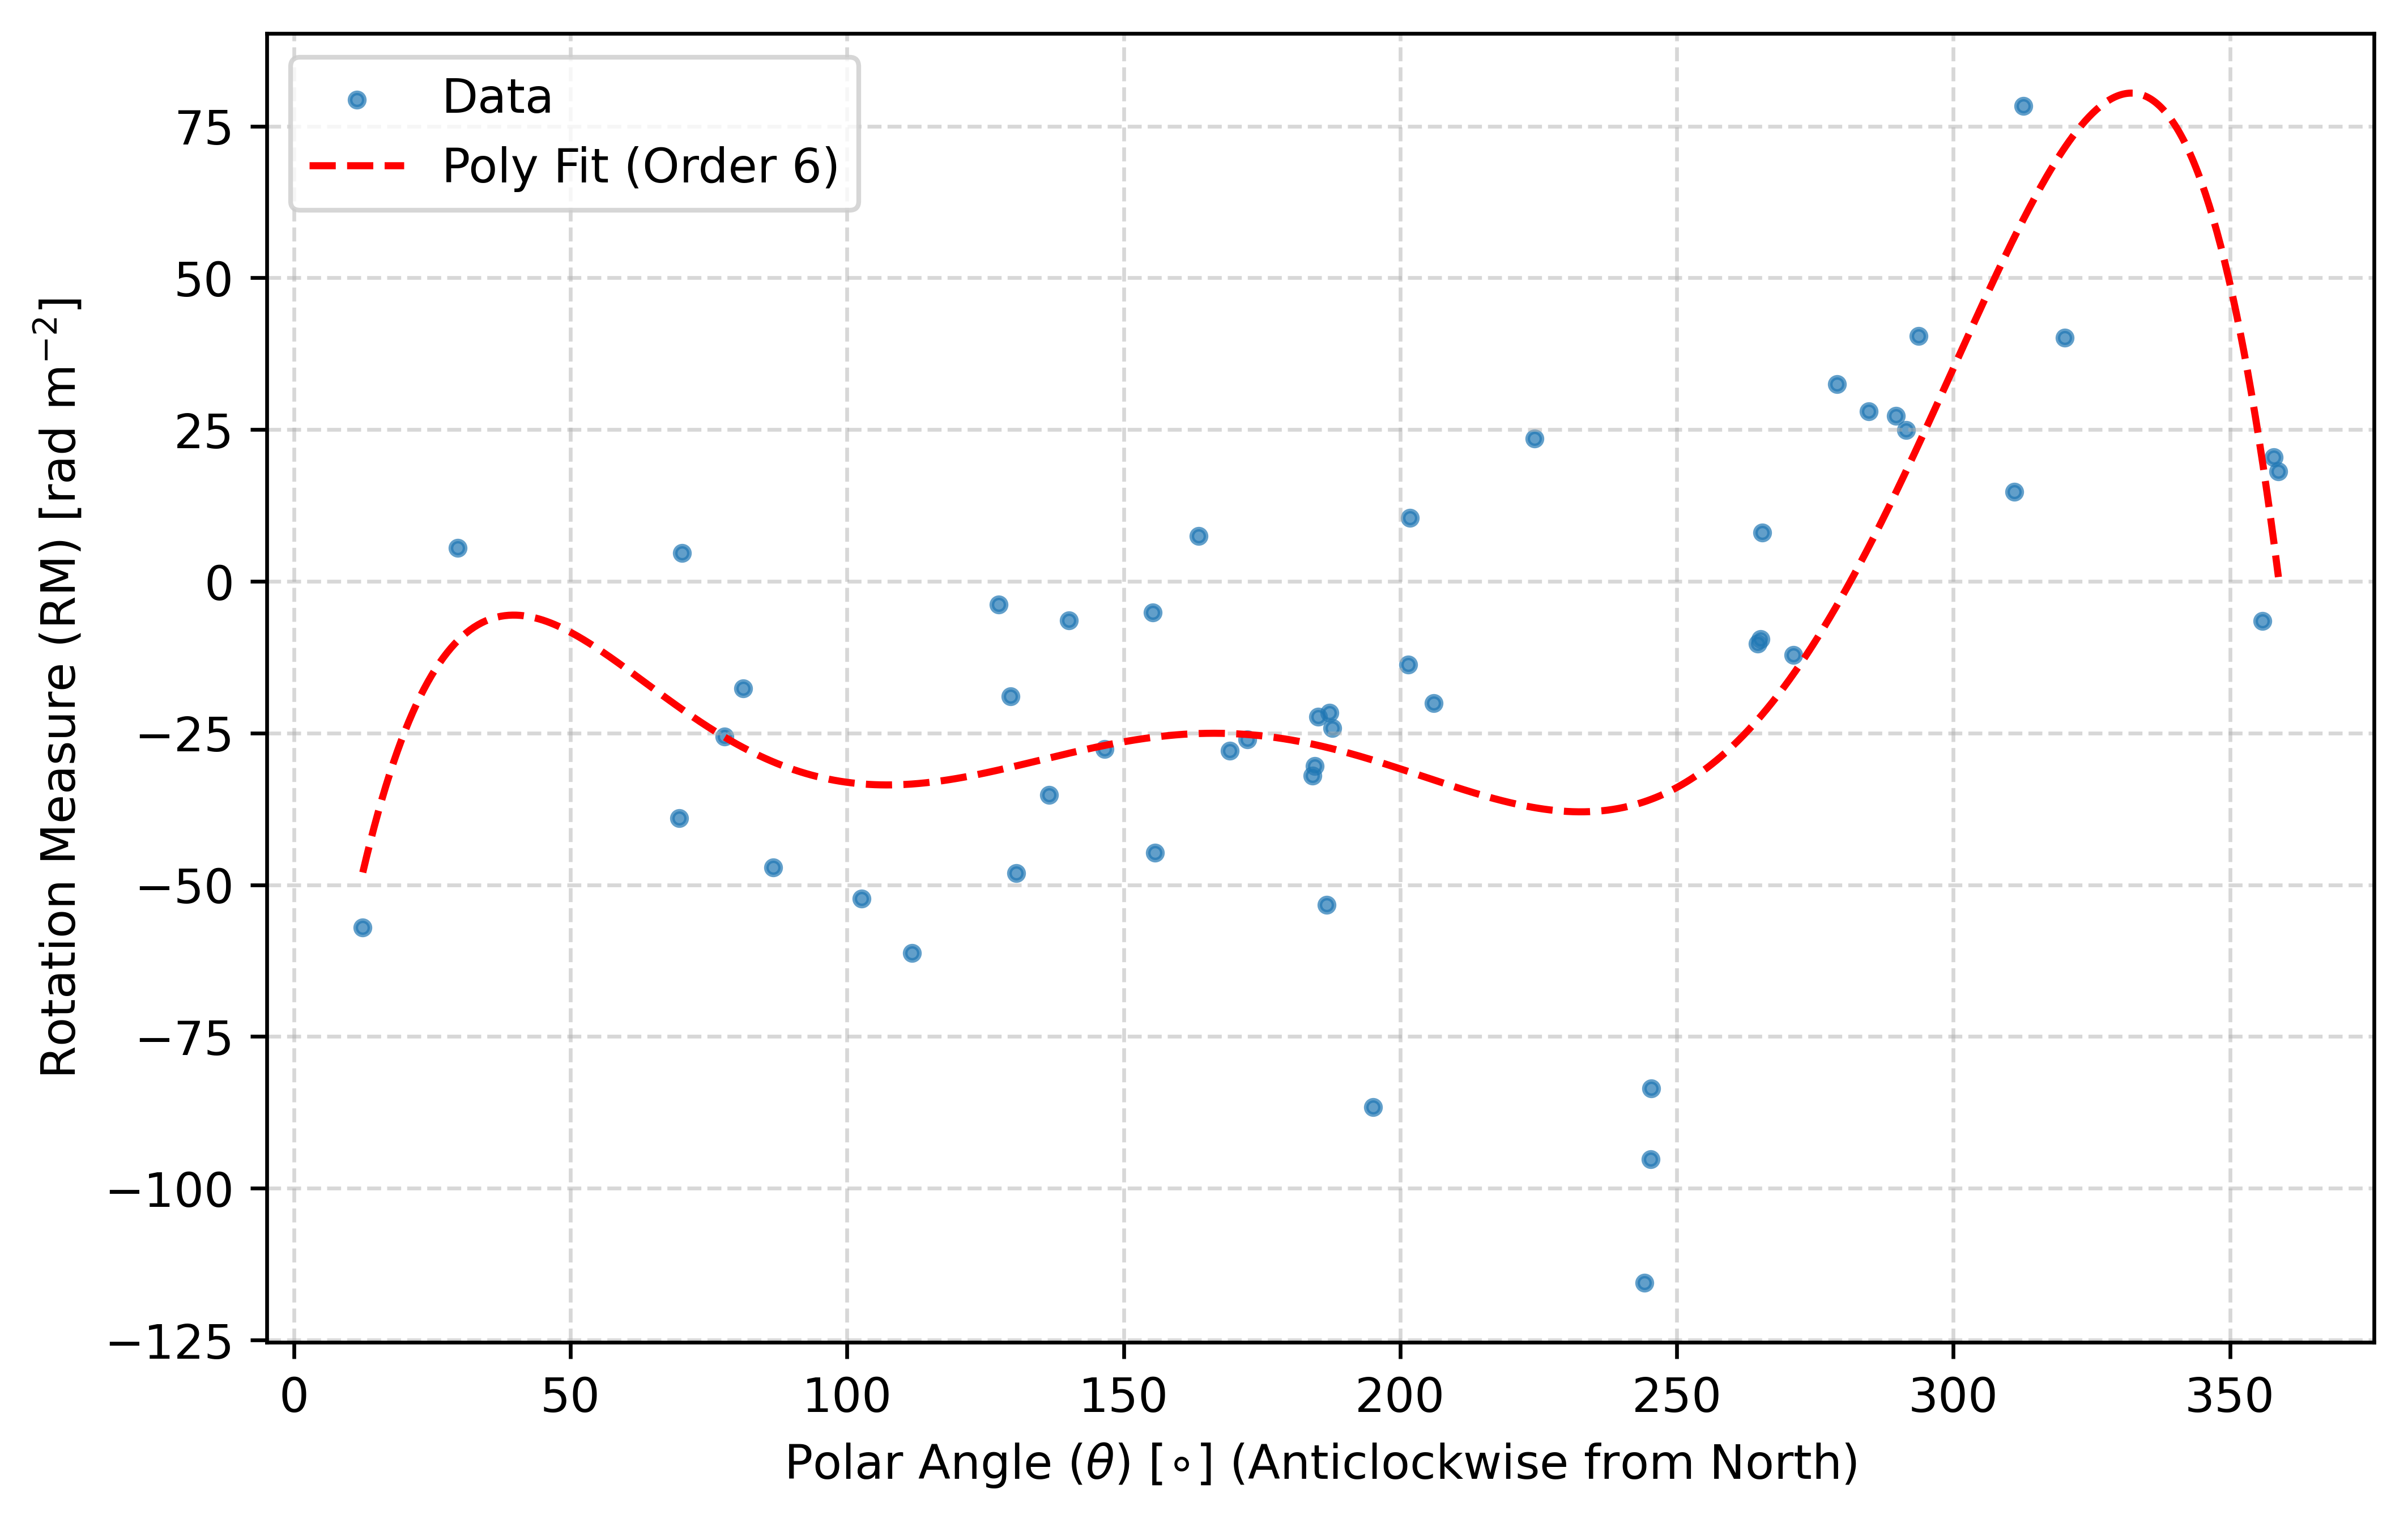 Data
Poly Fit (Order 6)
75
50
25
0
−25
−50
−75
−100
−125
Rotation Measure (RM) [rad m⁻²]
0 50 100 150 200 250 300 350
Polar Angle (θ) [∘] (Anticlockwise from North)